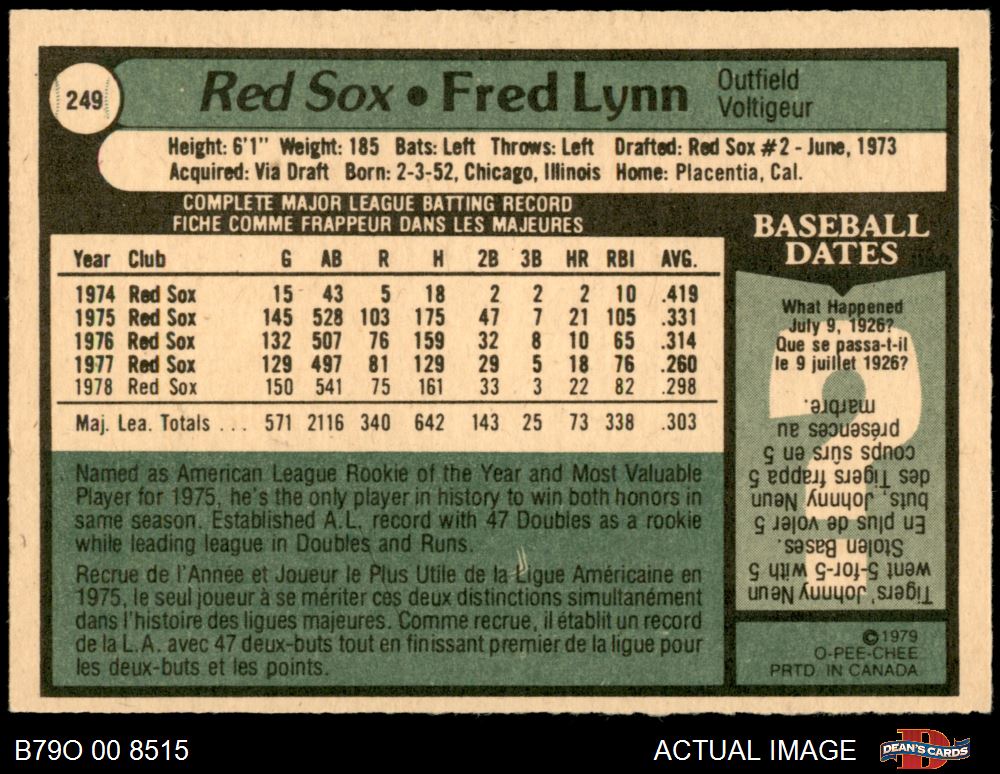 249
Red Sox • Fred Lynn
Outfield
Voltigeur
Height: 6'1" Weight: 185 Bats: Left Throws: Left Drafted: Red Sox #2 - June, 1973
Acquired: Via Draft Born: 2-3-52, Chicago, Illinois Home: Placentia, Cal.
COMPLETE MAJOR LEAGUE BATTING RECORD
FICHE COMME FRAPPEUR DANS LES MAJEURES
Year Club G AB R H 2B 3B HR RBI AVG.
1974 Red Sox 15 43 5 18 2 2 2 10 .419
1975 Red Sox 145 528 103 175 47 7 21 105 .331
1976 Red Sox 132 507 76 159 32 8 10 65 .314
1977 Red Sox 129 497 81 129 29 5 18 76 .260
1978 Red Sox 150 541 75 161 33 3 22 82 .298
Maj. Lea. Totals ... 571 2116 340 642 143 25 73 338 .303
Named as American League Rookie of the Year and Most Valuable
Player for 1975, he's the only player in history to win both honors in
same season. Established A.L. record with 47 Doubles as a rookie
while leading league in Doubles and Runs.
Recrue de l'Année et Joueur le Plus Utile de la Ligue Américaine en
1975, le seul joueur à se mériter ces deux distinctions simultanément
dans l'histoire des ligues majeures. Comme recrue, il établit un record
de la L.A. avec 47 deux-buts tout en finissant premier de la ligue pour
les deux-buts et les points.
BASEBALL
DATES
What Happened
July 9, 1926?
Que se passa-t-il
le 9 juillet 1926?
Tigers' Johnny Neun
went 5-for-5 with 5
Stolen Bases.
En plus de voler 5
buts, Johnny Neun
des Tigers frappa 5
coups sûrs en 5
présences au
marbre.
©1979
O-PEE-CHEE
PRTD. IN CANADA
B79O 00 8515
ACTUAL IMAGE
DEAN'S CARDS